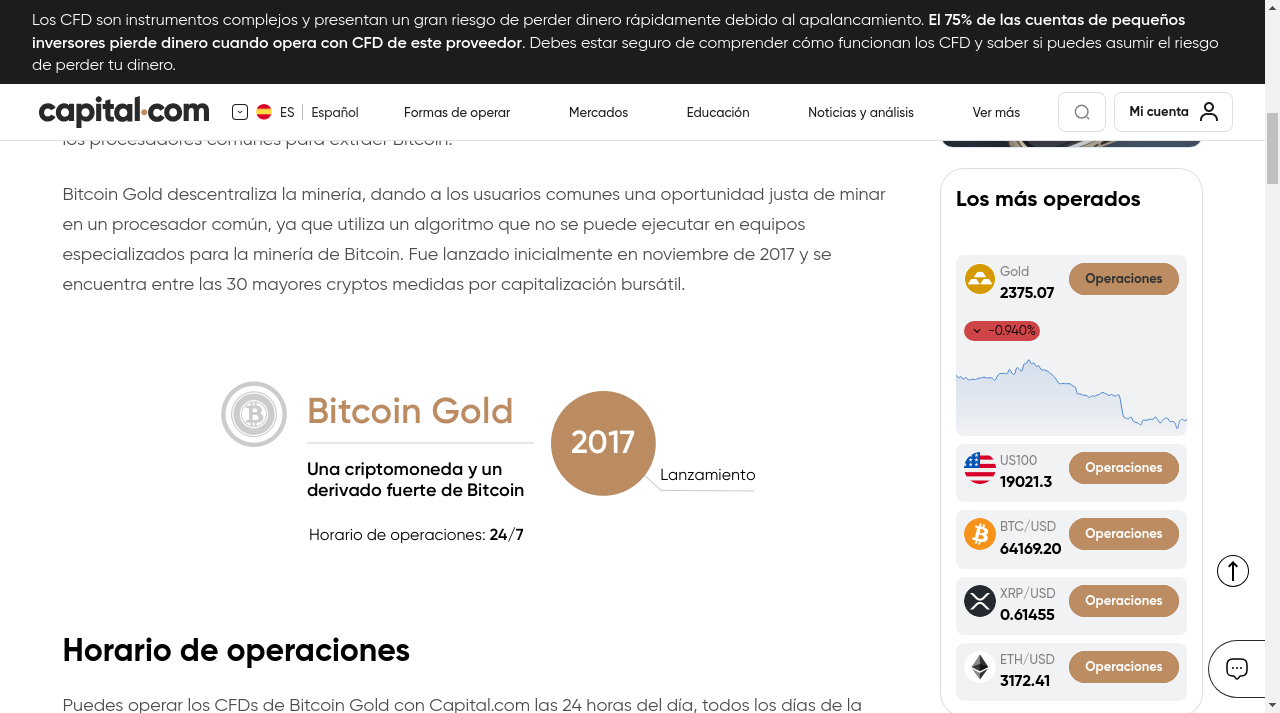 Los CFD son instrumentos complejos y presentan un gran riesgo de perder dinero rápidamente debido al apalancamiento. El 75% de las cuentas de pequeños
inversores pierde dinero cuando opera con CFD de este proveedor. Debes estar seguro de comprender cómo funcionan los CFD y saber si puedes asumir el riesgo
de perder tu dinero.
capital.com
ES
Español
Formas de operar
Mercados
Educación
Noticias y análisis
Ver más
Mi cuenta
los procesadores comunes para extraer Bitcoin.
Bitcoin Gold descentraliza la minería, dando a los usuarios comunes una oportunidad justa de minar
en un procesador común, ya que utiliza un algoritmo que no se puede ejecutar en equipos
especializados para la minería de Bitcoin. Fue lanzado inicialmente en noviembre de 2017 y se
encuentra entre las 30 mayores cryptos medidas por capitalización bursátil.
Bitcoin Gold
Una criptomoneda y un
derivado fuerte de Bitcoin
Horario de operaciones: 24/7
2017
Lanzamiento
Horario de operaciones
Puedes operar los CFDs de Bitcoin Gold con Capital.com las 24 horas del día, todos los días de la
Los más operados
Gold
2375.07
Operaciones
-0.940%
US100
19021.3
Operaciones
BTC/USD
64169.20
Operaciones
XRP/USD
0.61455
Operaciones
ETH/USD
3172.41
Operaciones